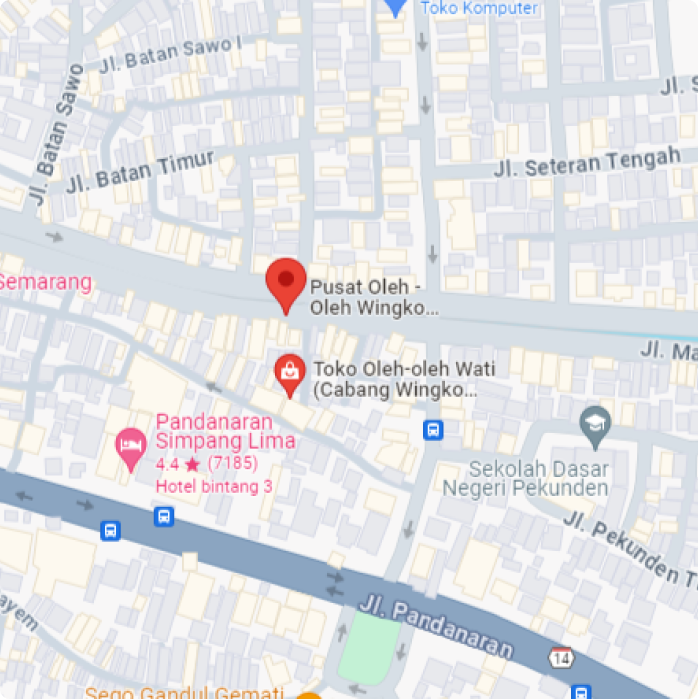 Toko Komputer
Jl. Batan Sawo I
Jl. Batan Sawo
Jl. Batan Timur
Jl. Seteran Tengah
Jl.
Semarang
Pusat Oleh -
Oleh Wingko...
Jl. Ma
Toko Oleh-oleh Wati
(Cabang Wingko...
Pandanaran
Simpang Lima
4,4 ★ (7185)
Hotel bintang 3
Sekolah Dasar
Negeri Pekunden
Jl. Pekunden T
Jl. Pandanaran
14
ayem
Sego Gandul Gemati